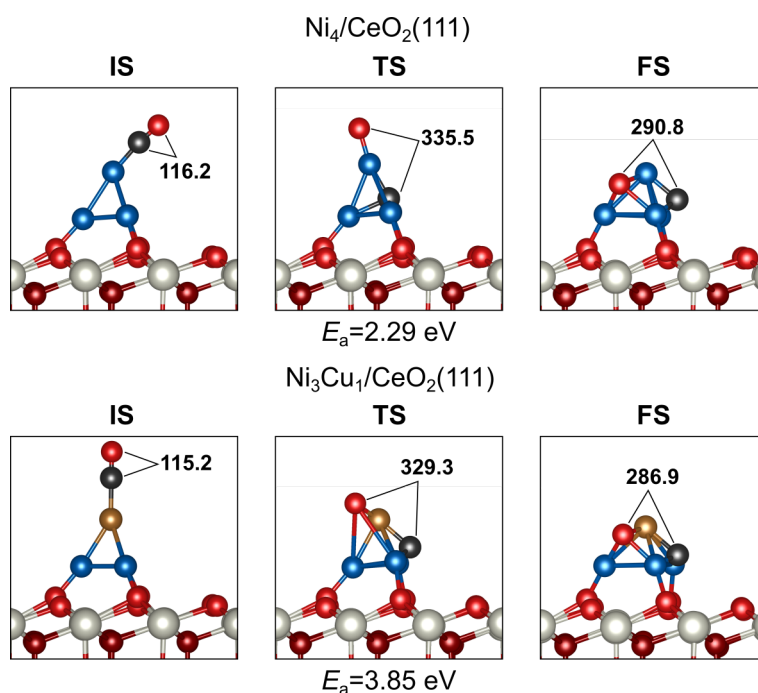 Ni₄/CeO₂(111)
IS TS FS
116.2 335.5 290.8
Eₐ=2.29 eV
Ni₃Cu₁/CeO₂(111)
IS TS FS
115.2 329.3 286.9
Eₐ=3.85 eV